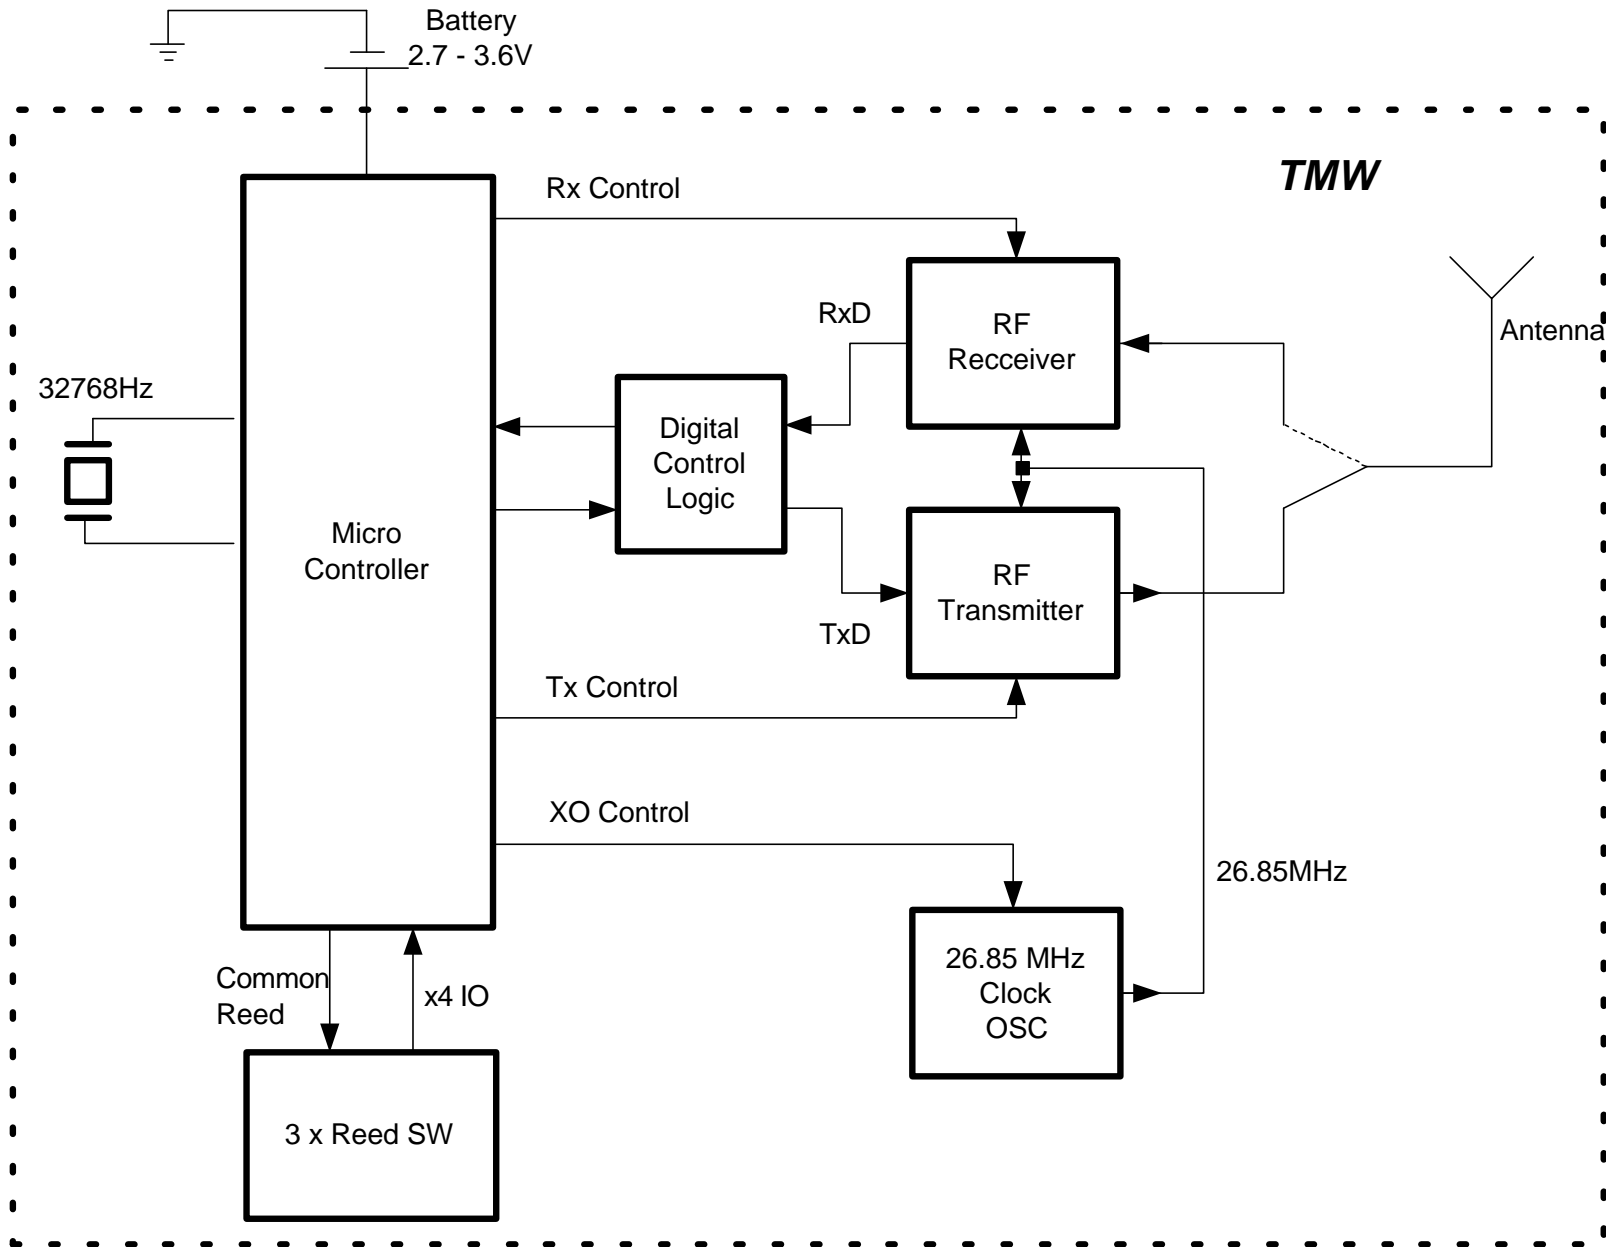 Battery
2.7 - 3.6V
TMW
Rx Control
RxD
RF
Recceiver
Antenna
32768Hz
Digital
Control
Logic
Micro
Controller
RF
Transmitter
TxD
Tx Control
XO Control
26.85MHz
26.85 MHz
Clock
OSC
Common
Reed
x4 IO
3 x Reed SW